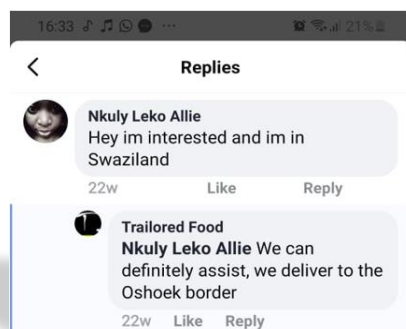 16:33
21%
Replies
Nkuly Leko Allie
Hey im interested and im in
Swaziland
22w Like Reply
Trailored Food
Nkuly Leko Allie We can
definitely assist, we deliver to the
Oshoek border
22w Like Reply